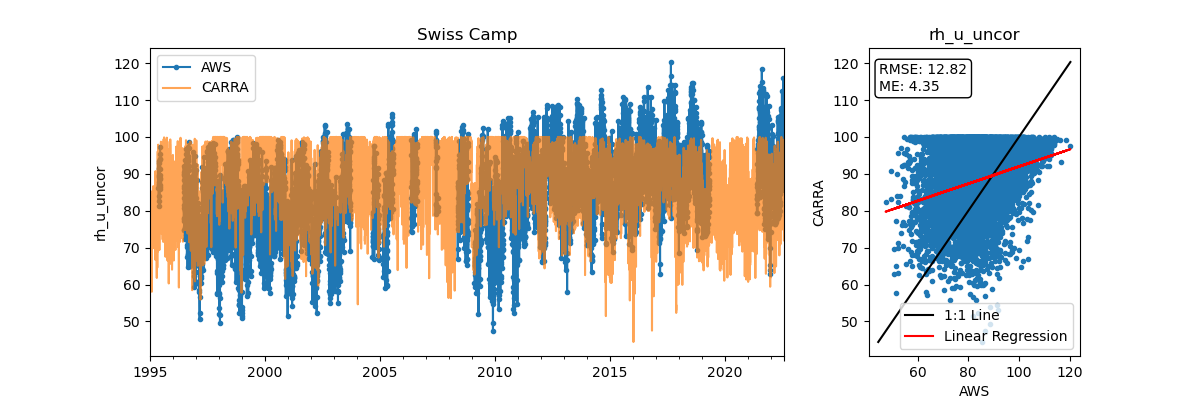 Swiss Camp
rh_u_uncor
AWS
CARRA
120
110
100
90
80
70
60
50
rh_u_uncor
1995
2000
2005
2010
2015
2020
rh_u_uncor
RMSE: 12.82
ME: 4.35
120
110
100
90
80
70
60
50
CARRA
1:1 Line
Linear Regression
60
80
100
120
AWS